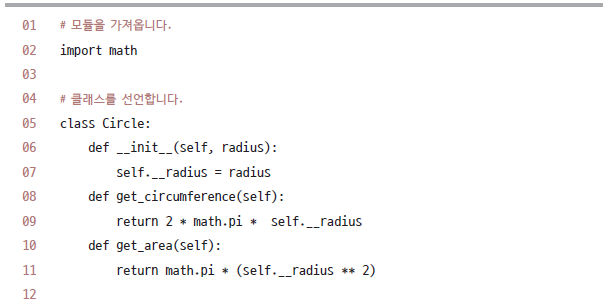 01 # 모듈을 가져옵니다.
02 import math
03
04 # 클래스를 선언합니다.
05 class Circle:
06     def __init__(self, radius):
07         self.__radius = radius
08     def get_circumference(self):
09         return 2 * math.pi *  self.__radius
10     def get_area(self):
11         return math.pi * (self.__radius ** 2)
12